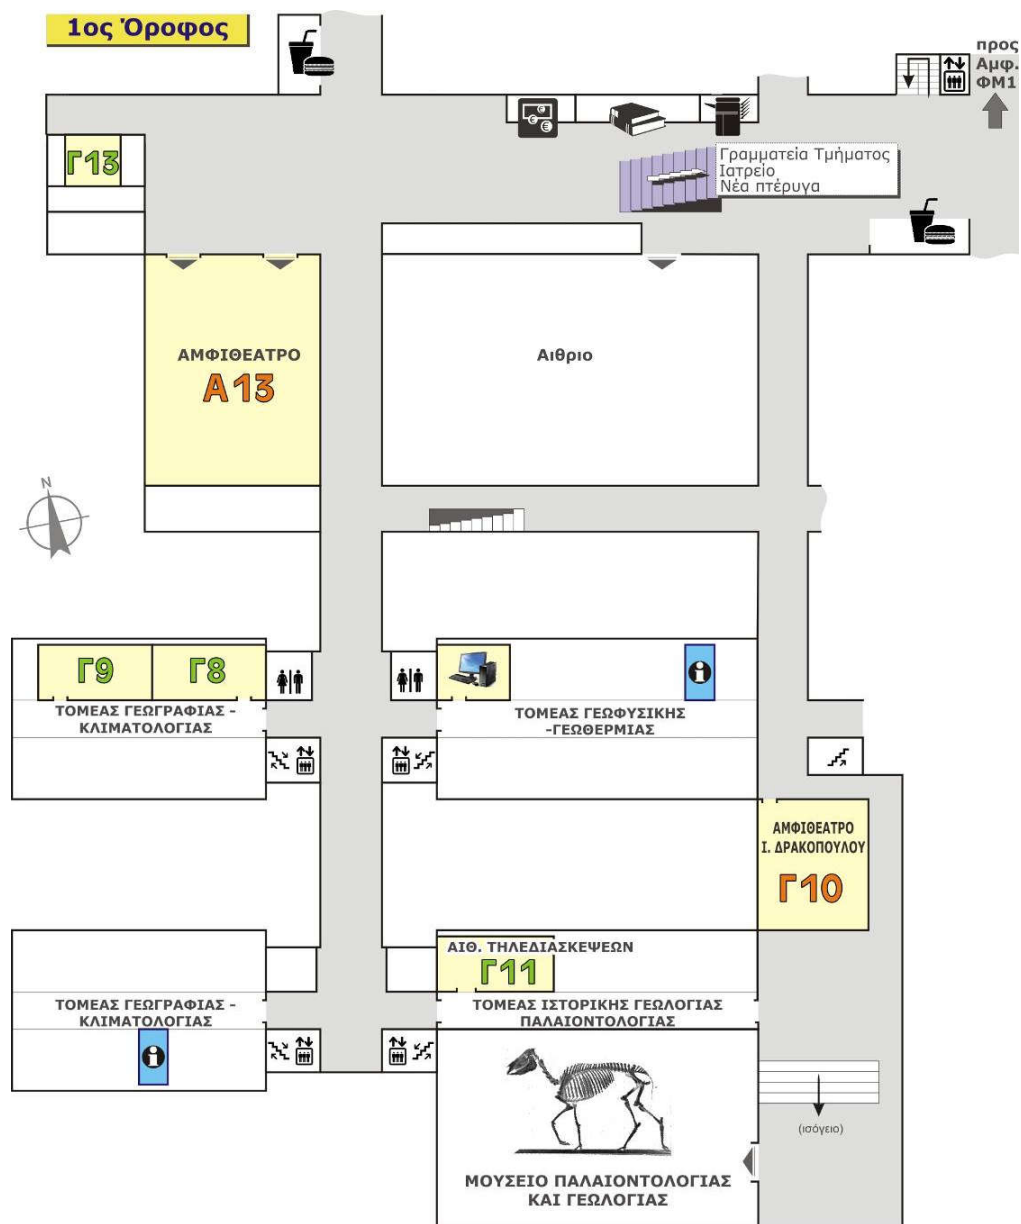 1ος Όροφος
προς
Αμφ.
ΦΜ1
Γ13
Γραμματεία Τμήματος
Ιατρείο
Νέα πτέρυγα
ΑΜΦΙΘΕΑΤΡΟ
Α13
Αιθριο
N
Γ9
Γ8
ΤΟΜΕΑΣ ΓΕΩΓΡΑΦΙΑΣ -
ΚΛΙΜΑΤΟΛΟΓΙΑΣ
ΤΟΜΕΑΣ ΓΕΩΦΥΣΙΚΗΣ
-ΓΕΩΘΕΡΜΙΑΣ
ΑΜΦΙΘΕΑΤΡΟ
Ι. ΔΡΑΚΟΠΟΥΛΟΥ
Γ10
ΑΙΘ. ΤΗΛΕΔΙΑΣΚΕΨΕΩΝ
Γ11
ΤΟΜΕΑΣ ΓΕΩΓΡΑΦΙΑΣ -
ΚΛΙΜΑΤΟΛΟΓΙΑΣ
ΤΟΜΕΑΣ ΙΣΤΟΡΙΚΗΣ ΓΕΩΛΟΓΙΑΣ
ΠΑΛΑΙΟΝΤΟΛΟΓΙΑΣ
(ισόγειο)
ΜΟΥΣΕΙΟ ΠΑΛΑΙΟΝΤΟΛΟΓΙΑΣ
ΚΑΙ ΓΕΩΛΟΓΙΑΣ